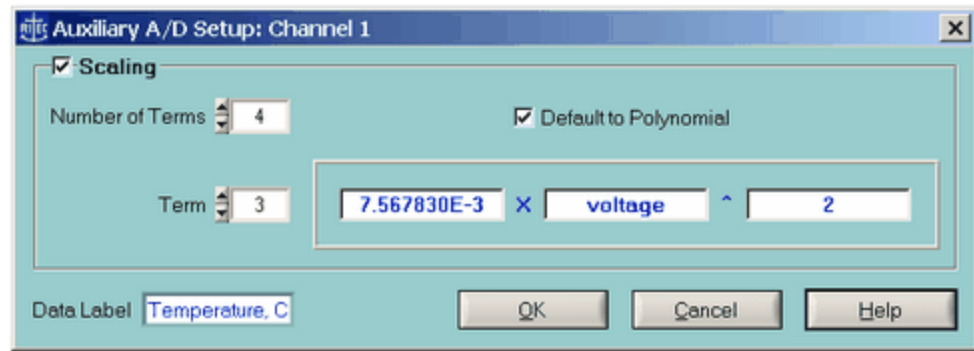 RITEC Auxiliary A/D Setup: Channel 1
Scaling
Number of Terms 4 Default to Polynomial
Term 3 7.567830E-3 X voltage ^ 2
Data Label Temperature, C OK Cancel Help